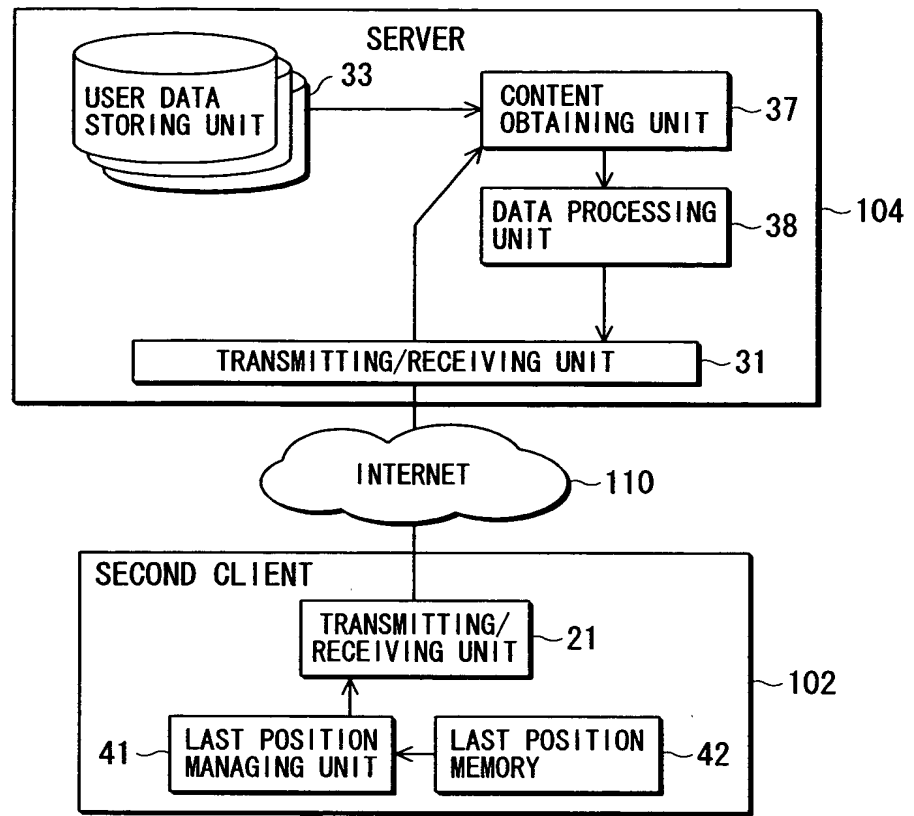 SERVER
USER DATA
STORING UNIT
33
CONTENT
OBTAINING UNIT
37
DATA PROCESSING
UNIT
38
104
TRANSMITTING/RECEIVING UNIT
31
INTERNET
110
SECOND CLIENT
TRANSMITTING/
RECEIVING UNIT
21
102
41
LAST POSITION
MANAGING UNIT
LAST POSITION
MEMORY
42